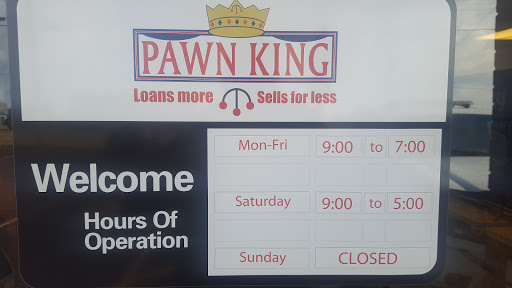 PAWN KING
Loans more Sells for less
Welcome
Hours Of
Operation
Mon-Fri 9:00 to 7:00
Saturday 9:00 to 5:00
Sunday CLOSED